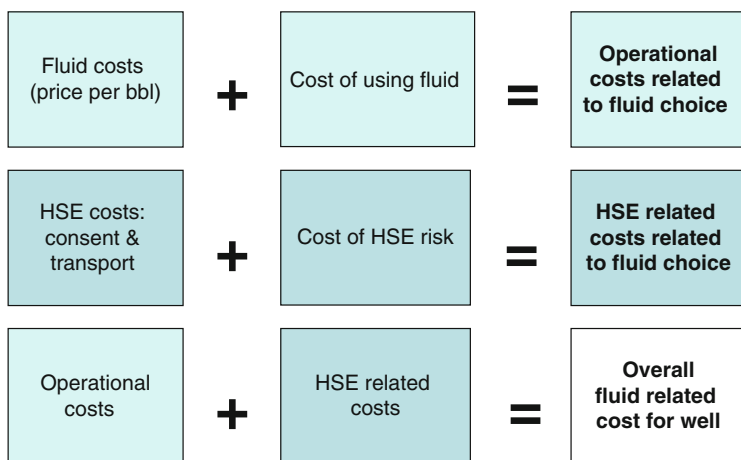 Fluid costs
(price per bbl)
+
Cost of using fluid
=
Operational
costs related
to fluid choice
HSE costs:
consent &
transport
+
Cost of HSE risk
=
HSE related
costs related
to fluid choice
Operational
costs
+
HSE related
costs
=
Overall
fluid related
cost for well